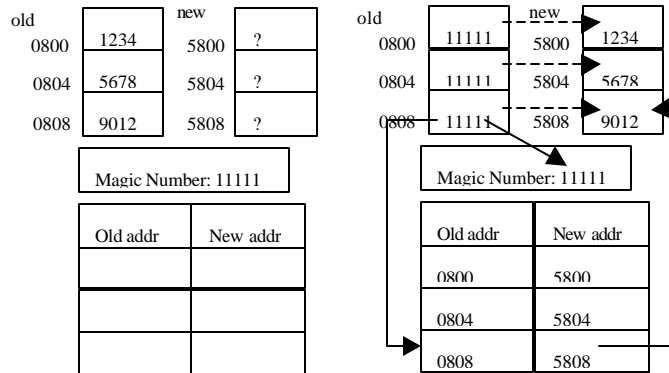 old new
0800 1234 5800 ?
0804 5678 5804 ?
0808 9012 5808 ?
Magic Number: 11111
Old addr New addr
old new
0800 11111 5800 1234
0804 11111 5804 5678
0808 11111 5808 9012
Magic Number: 11111
Old addr New addr
0800 5800
0804 5804
0808 5808